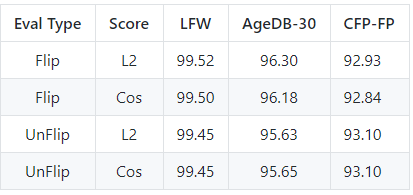 Eval Type Score LFW AgeDB-30 CFP-FP
Flip L2 99.52 96.30 92.93
Flip Cos 99.50 96.18 92.84
UnFlip L2 99.45 95.63 93.10
UnFlip Cos 99.45 95.65 93.10